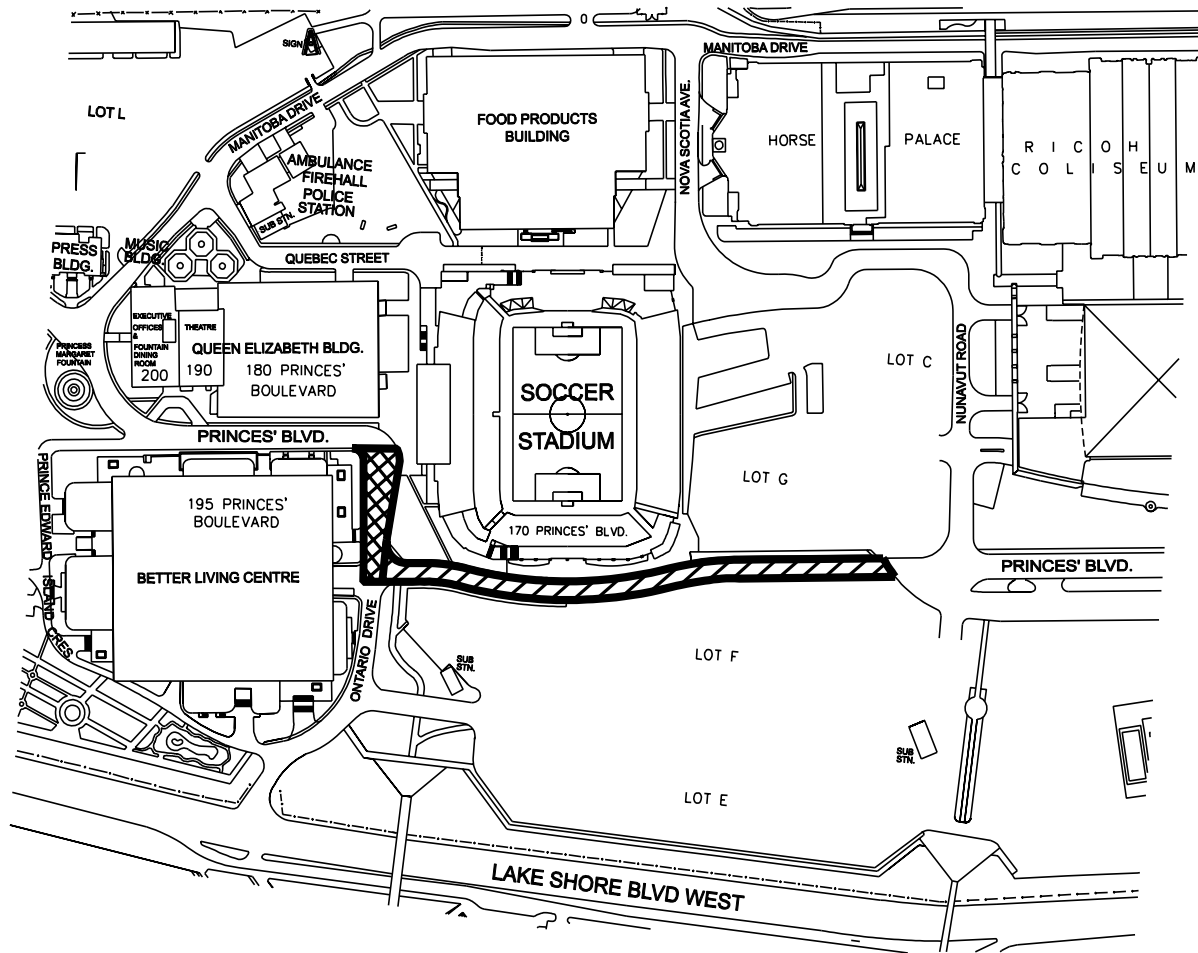 SIGN
MANITOBA DRIVE
LOT L
MANITOBA DRIVE
FOOD PRODUCTS
BUILDING
NOVA SCOTIA AVE.
HORSE
PALACE
RICOH
COLISEUM
AMBULANCE
FIREHALL
POLICE
STATION
SUB STN.
PRESS
BLDG.
MUSIC
BLDG.
QUEBEC STREET
EXECUTIVE
OFFICES
&
FOUNTAIN
DINING
ROOM
200
THEATRE
190
QUEEN ELIZABETH BLDG.
180 PRINCES'
BOULEVARD
PRINCESS
MARGARET
FOUNTAIN
SOCCER
STADIUM
LOT C
NUNAVUT ROAD
PRINCES' BLVD.
PRINCE EDWARD
ISLAND
CRES.
195 PRINCES'
BOULEVARD
LOT G
170 PRINCES' BLVD.
BETTER LIVING CENTRE
PRINCES' BLVD.
ONTARIO DRIVE
SUB
STN.
LOT F
SUB
STN.
LOT E
LAKE SHORE BLVD WEST